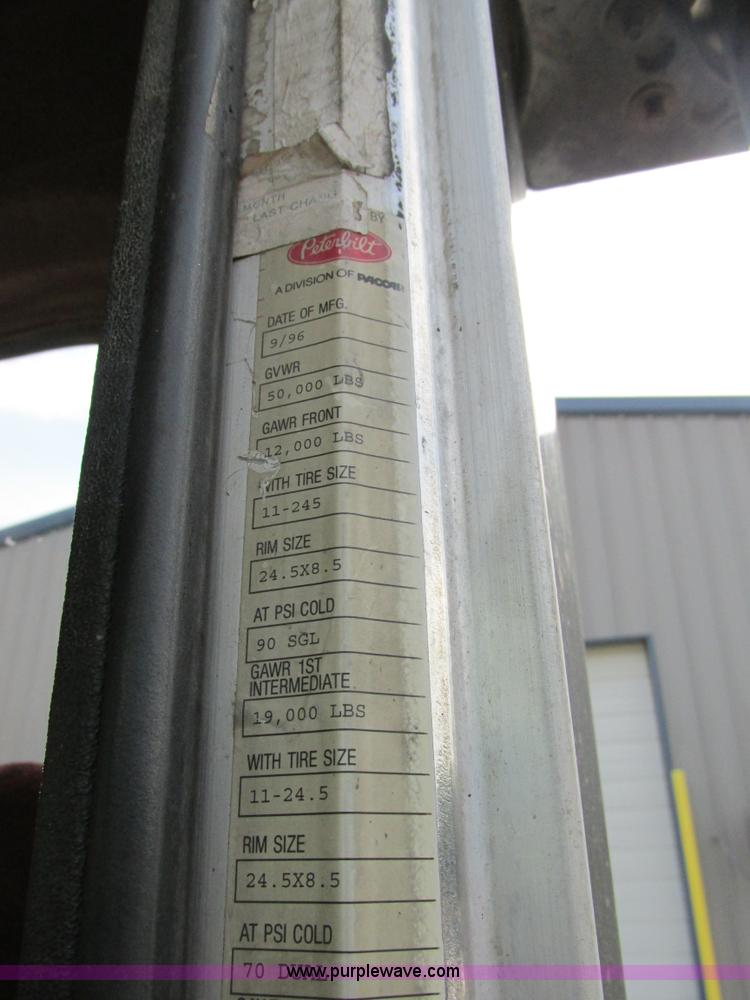 MONTH
LAST CHASG
BY
Peterbilt
A DIVISION OF PACCAR
DATE OF MFG.
9/96
GVWR
50,000 LBS
GAWR FRONT
12,000 LBS
WITH TIRE SIZE
11-245
RIM SIZE
24.5X8.5
AT PSI COLD
90 SGL
GAWR 1ST
INTERMEDIATE
19,000 LBS
WITH TIRE SIZE
11-24.5
RIM SIZE
24.5X8.5
AT PSI COLD
70 DUAL
www.purplewave.com